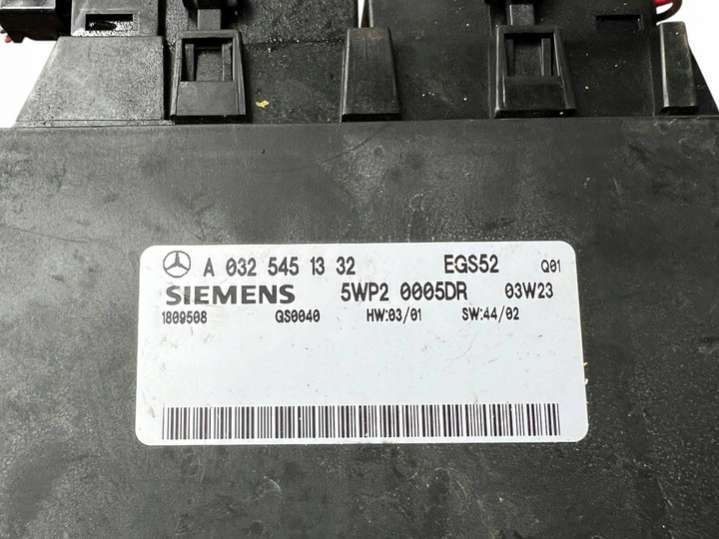 A 032 545 13 32 EGS52 Q01
SIEMENS 5WP2 0005DR 03W23
1809508 GS0040 HW:03/01 SW:44/02